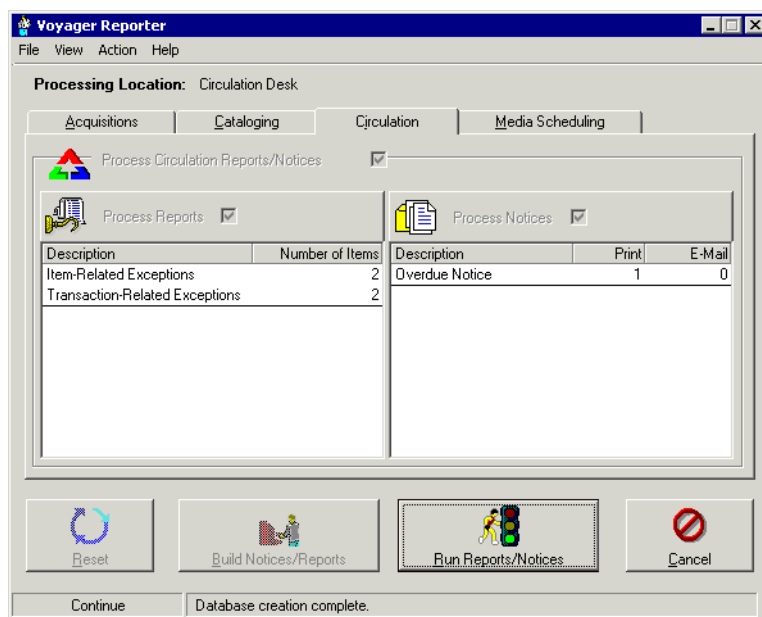 Voyager Reporter
File View Action Help
Processing Location: Circulation Desk
Acquisitions Cataloging Circulation Media Scheduling
Process Circulation Reports/Notices
Process Reports Process Notices
Description Number of Items Description Print E-Mail
Item-Related Exceptions 2 Overdue Notice 1 0
Transaction-Related Exceptions 2
Reset Build Notices/Reports Run Reports/Notices Cancel
Continue Database creation complete.